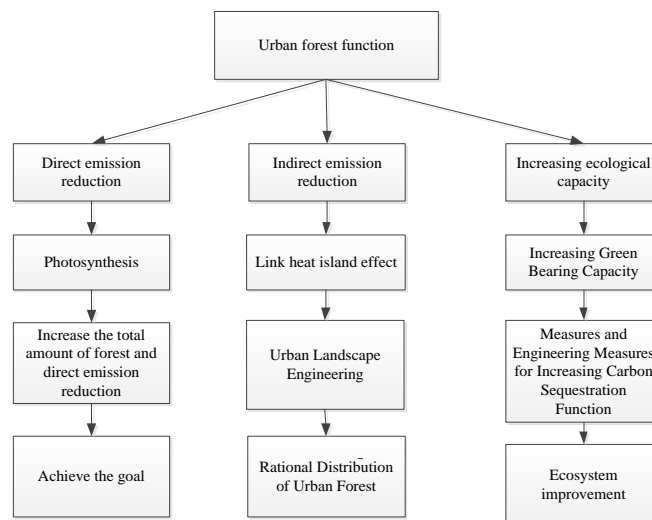 Urban forest function
Direct emission
reduction
Indirect emission
reduction
Increasing ecological
capacity
Photosynthesis
Link heat island effect
Increasing Green
Bearing Capacity
Increase the total
amount of forest and
direct emission
reduction
Urban Landscape
Engineering
Measures and
Engineering Measures
for Increasing Carbon
Sequestration
Function
Achieve the goal
Rational Distribution
of Urban Forest
Ecosystem
improvement